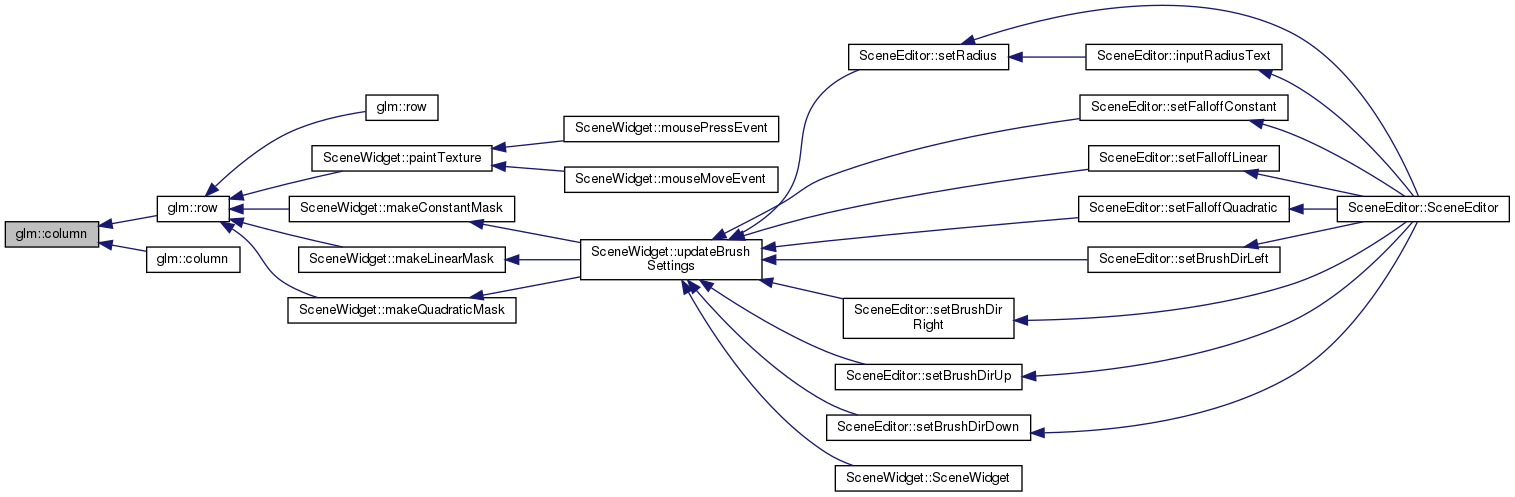 glm::column
glm::row
glm::column
glm::row
SceneWidget::paintTexture
SceneWidget::makeConstantMask
SceneWidget::makeLinearMask
SceneWidget::makeQuadraticMask
SceneWidget::mousePressEvent
SceneWidget::mouseMoveEvent
SceneWidget::updateBrush
Settings
SceneEditor::setRadius
SceneEditor::inputRadiusText
SceneEditor::setFalloffConstant
SceneEditor::setFalloffLinear
SceneEditor::setFalloffQuadratic
SceneEditor::setBrushDirLeft
SceneEditor::setBrushDir
Right
SceneEditor::setBrushDirUp
SceneEditor::setBrushDirDown
SceneWidget::SceneWidget
SceneEditor::SceneEditor